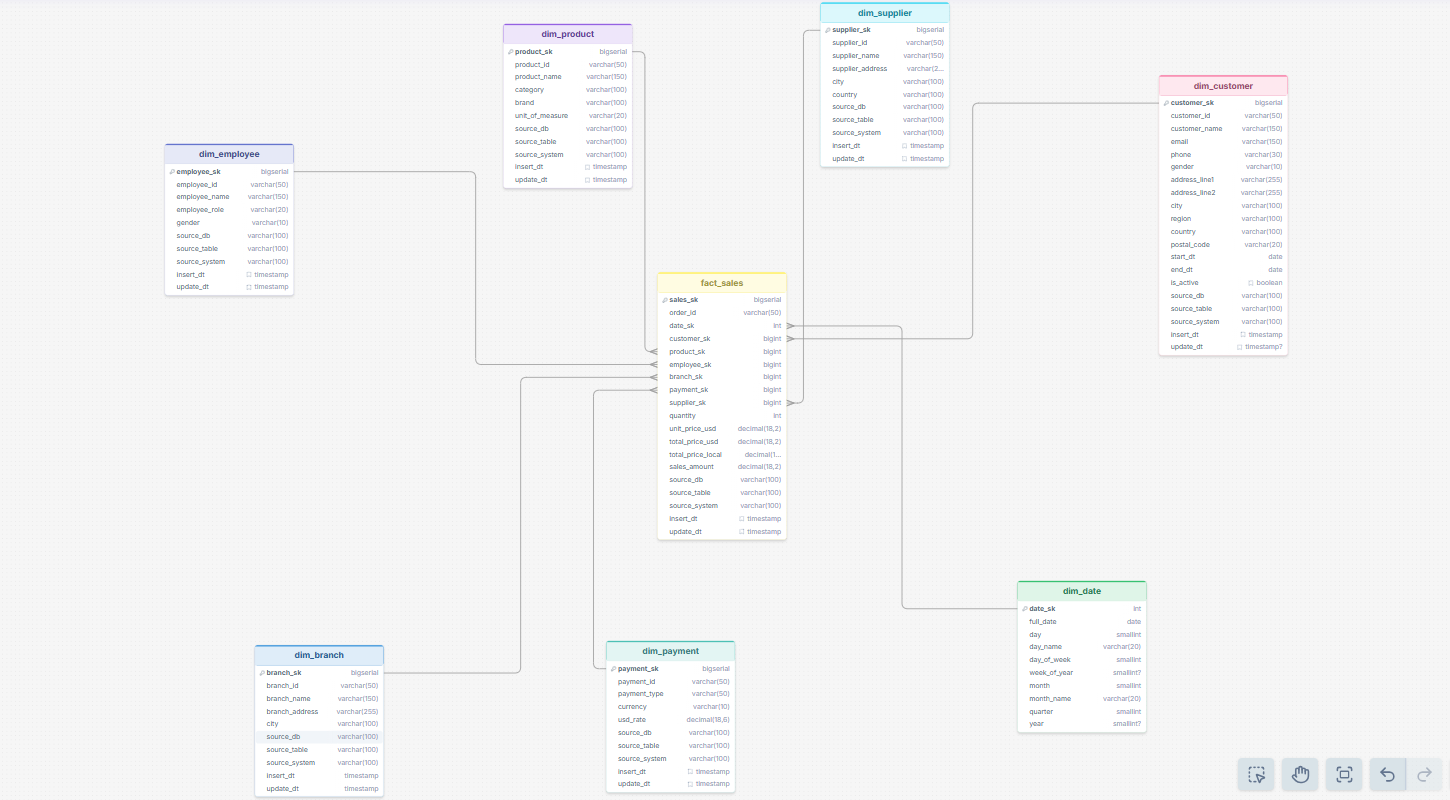 dim_supplier
supplier_sk bigserial
supplier_id varchar(50)
supplier_name varchar(150)
supplier_address varchar(2...
city varchar(100)
country varchar(100)
source_db varchar(100)
source_table varchar(100)
source_system varchar(100)
insert_dt timestamp
update_dt timestamp
dim_product
product_sk bigserial
product_id varchar(50)
product_name varchar(150)
category varchar(100)
brand varchar(100)
unit_of_measure varchar(20)
source_db varchar(100)
source_table varchar(100)
source_system varchar(100)
insert_dt timestamp
update_dt timestamp
dim_customer
customer_sk bigserial
customer_id varchar(50)
customer_name varchar(150)
email varchar(150)
phone varchar(30)
gender varchar(10)
address_line1 varchar(255)
address_line2 varchar(255)
city varchar(100)
region varchar(100)
country varchar(100)
postal_code varchar(20)
start_dt date
end_dt date
is_active boolean
source_db varchar(100)
source_table varchar(100)
source_system varchar(100)
insert_dt timestamp
update_dt timestamp?
dim_employee
employee_sk bigserial
employee_id varchar(50)
employee_name varchar(150)
employee_role varchar(20)
gender varchar(10)
source_db varchar(100)
source_table varchar(100)
source_system varchar(100)
insert_dt timestamp
update_dt timestamp
fact_sales
sales_sk bigserial
order_id varchar(50)
date_sk int
customer_sk bigint
product_sk bigint
employee_sk bigint
branch_sk bigint
payment_sk bigint
supplier_sk bigint
quantity int
unit_price_usd decimal(18,2)
total_price_usd decimal(18,2)
total_price_local decimal(1...
sales_amount decimal(18,2)
source_db varchar(100)
source_table varchar(100)
source_system varchar(100)
insert_dt timestamp
update_dt timestamp
dim_date
date_sk int
full_date date
day smallint
day_name varchar(20)
day_of_week smallint
week_of_year smallint?
month smallint
month_name varchar(20)
quarter smallint
year smallint?
dim_branch
branch_sk bigserial
branch_id varchar(50)
branch_name varchar(150)
branch_address varchar(255)
city varchar(100)
source_db varchar(100)
source_table varchar(100)
source_system varchar(100)
insert_dt timestamp
update_dt timestamp
dim_payment
payment_sk bigserial
payment_id varchar(50)
payment_type varchar(50)
currency varchar(10)
usd_rate decimal(18,6)
source_db varchar(100)
source_table varchar(100)
source_system varchar(100)
insert_dt timestamp
update_dt timestamp